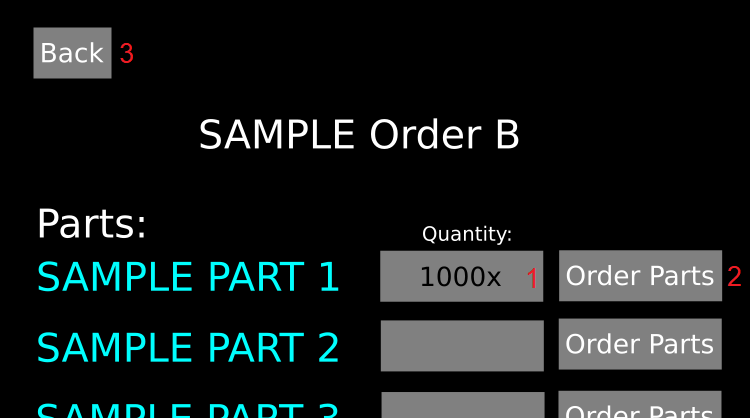 Back 3
SAMPLE Order B
Parts:
Quantity:
SAMPLE PART 1 1000x 1 Order Parts 2
SAMPLE PART 2 Order Parts
SAMPLE PART 3 Order Parts